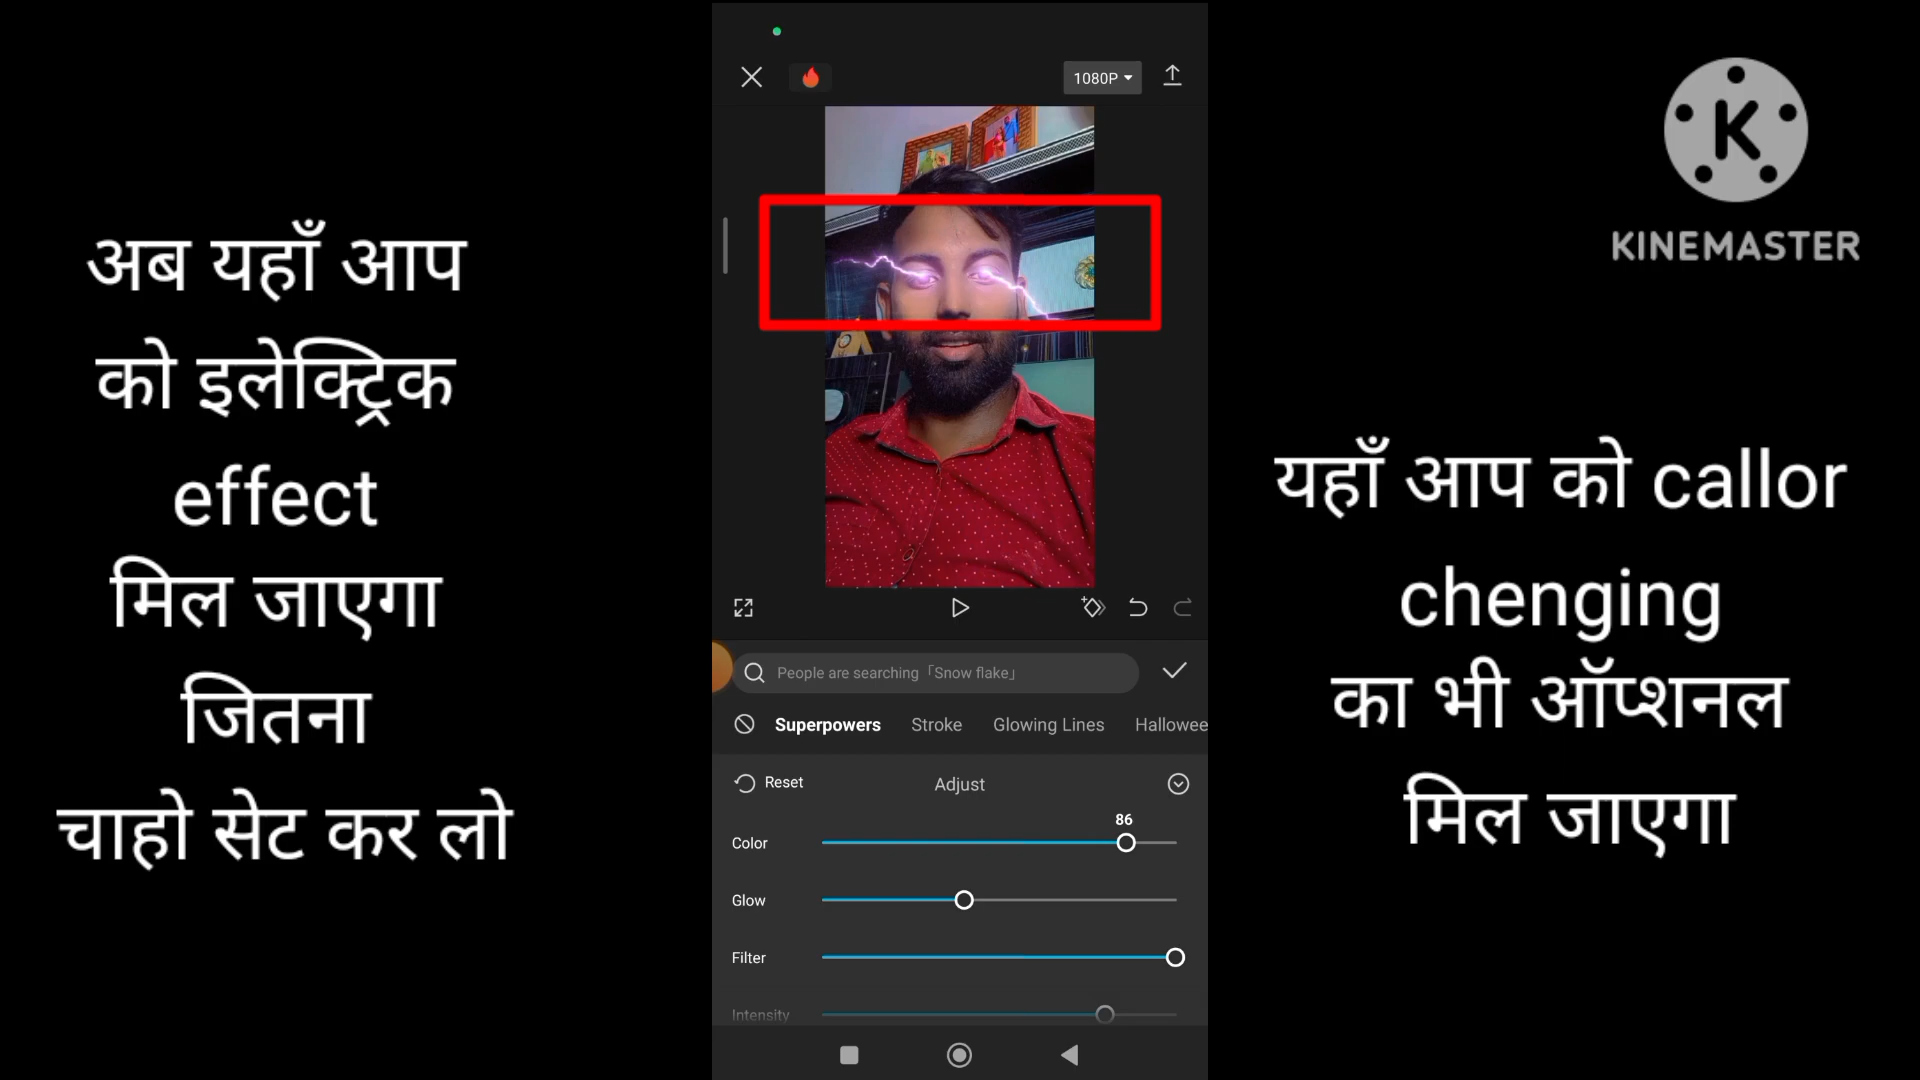 अब यहाँ आप
को इलेक्ट्रिक
effect
मिल जाएगा
जितना
चाहो सेट कर लो
1080P
People are searching「Snow flake」
Superpowers Stroke Glowing Lines Hallowee
Reset Adjust
86
Color
Glow
Filter
Intensity
K
KINEMASTER
यहाँ आप को callor
chenging
का भी ऑप्शनल
मिल जाएगा